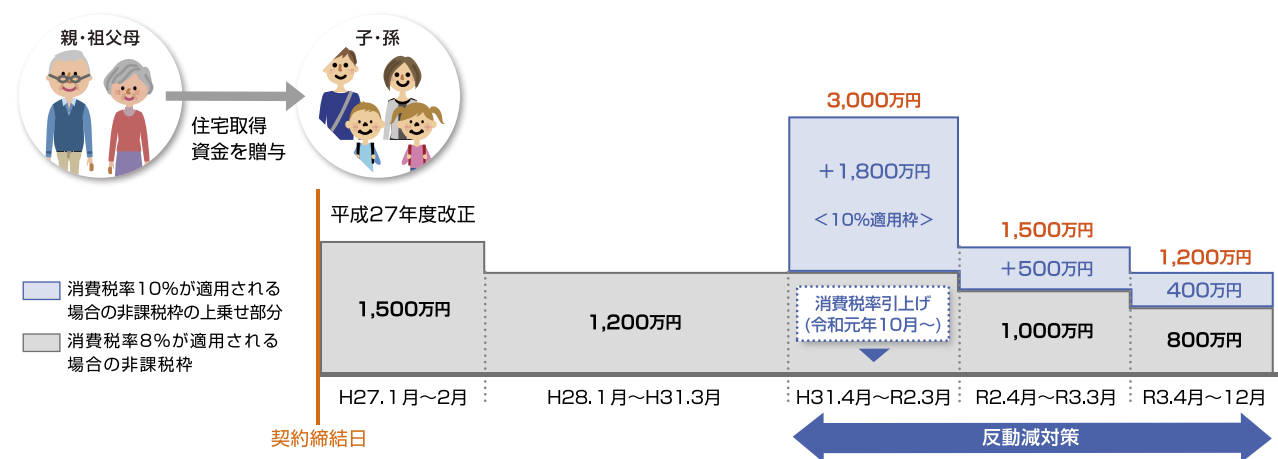 親・祖父母
子・孫
住宅取得
資金を贈与
平成27年度改正
消費税率10%が適用される
場合の非課税枠の上乗せ部分
消費税率8%が適用される
場合の非課税枠
1,500万円
1,200万円
3,000万円
+1,800万円
<10%適用枠>
消費税率引上げ
(令和元年10月~)
1,500万円
+500万円
1,000万円
1,200万円
400万円
800万円
H27.1月~2月
H28.1月~H31.3月
H31.4月~R2.3月
R2.4月~R3.3月
R3.4月~12月
契約締結日
反動減対策